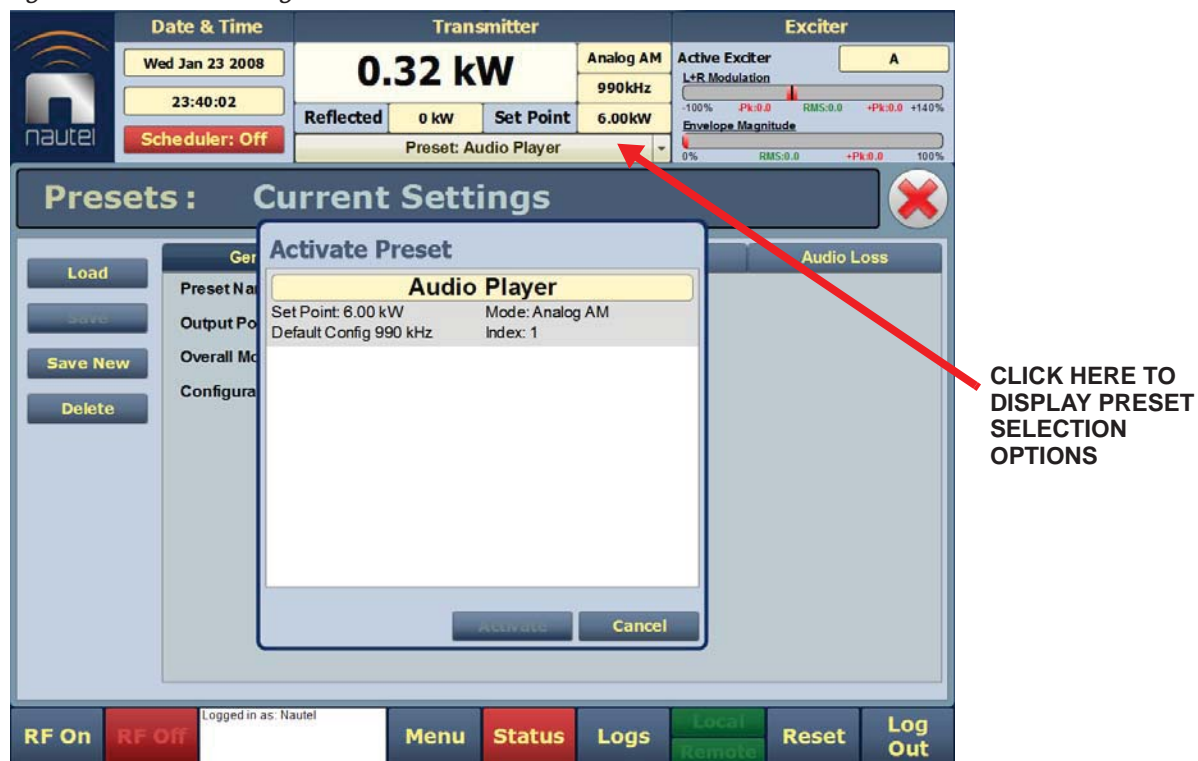 Date & Time
Transmitter
Exciter
Wed Jan 23 2008
23:40:02
Scheduler: Off
nautel
0.32 kW
Analog AM
990kHz
Reflected 0 kW Set Point 6.00kW
Preset: Audio Player
Active Exciter A
L+R Modulation
-100% -Pk:0.0 RMS:0.0 +Pk:0.0 +140%
Envelope Magnitude
0% RMS:0.0 +Pk:0.0 100%
Presets: Current Settings
Load
Save
Save New
Delete
Ger
Audio Loss
Preset Na
Output Po
Overall Mo
Configura
Activate Preset
Audio Player
Set Point: 6.00 kW Mode: Analog AM
Default Config 990 kHz Index: 1
Activate
Cancel
CLICK HERE TO
DISPLAY PRESET
SELECTION
OPTIONS
RF On
RF Off
Logged in as: Nautel
Menu
Status
Logs
Local
Remote
Reset
Log
Out